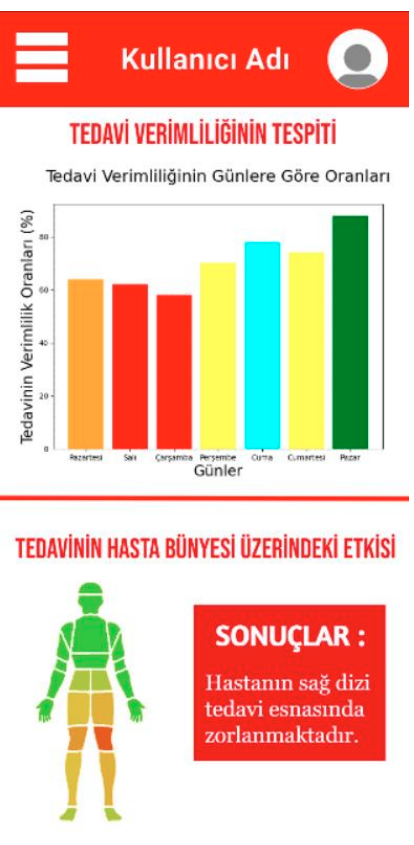 Kullanıcı Adı
TEDAVİ VERİMLİLİĞİNİN TESPİTİ
Tedavi Verimliliğinin Günlere Göre Oranları
Tedavinin Verimlilik Oranları (%)
80
60
40
20
0
Pazartesi Salı Çarşamba Perşembe Cuma Cumartesi Pazar
Günler
TEDAVİNİN HASTA BÜNYESİ ÜZERİNDEKİ ETKİSİ
SONUÇLAR :
Hastanın sağ dizi
tedavi esnasında
zorlanmaktadır.